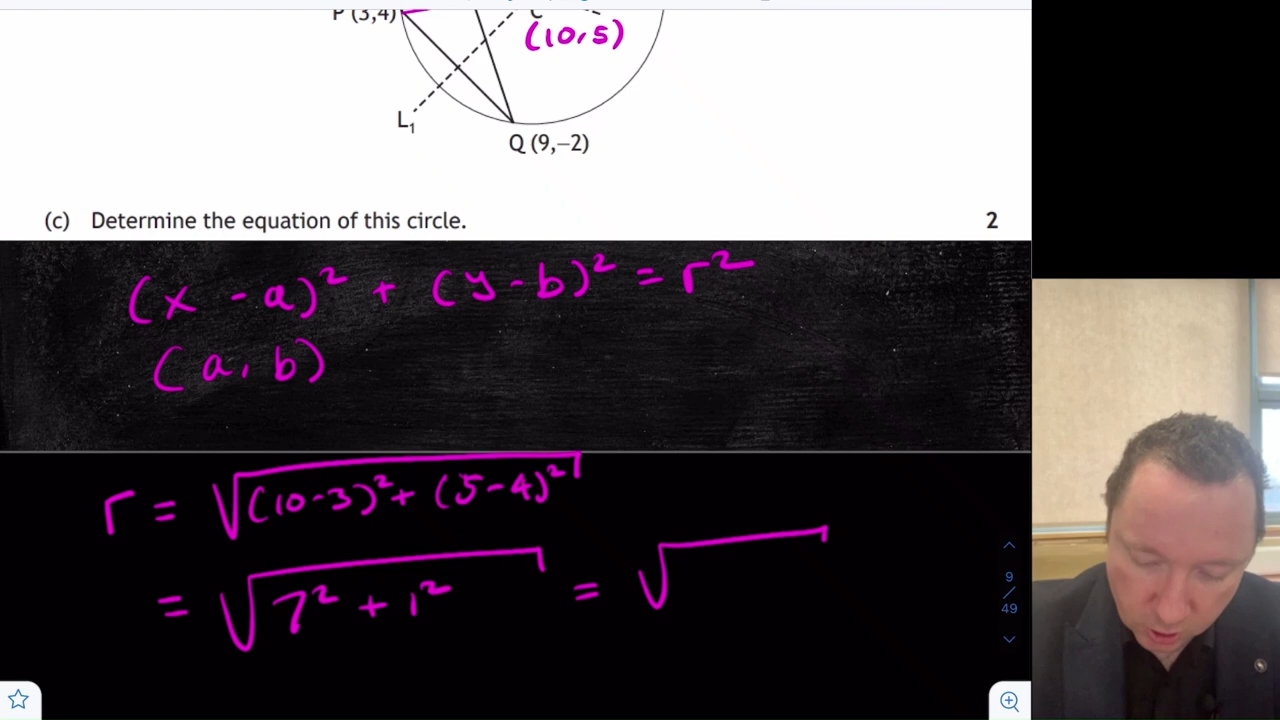 P (3,4)
C
(10,5)
L₁
Q (9,−2)
(c) Determine the equation of this circle. 2
(x - a)² + (y - b)² = r²
(a, b)
r = √(10-3)² + (5-4)²
= √7² + 1² = √
9
/
49